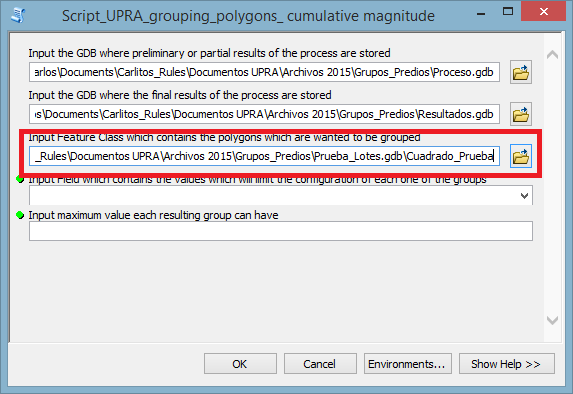 Script_UPRA_grouping_polygons_ cumulative magnitude
Input the GDB where preliminary or partial results of the process are stored
arlos\Documents\Carlitos_Rules\Documentos UPRA\Archivos 2015\Grupos_Predios\Proceso.gdb
Input the GDB where the final results of the process are stored
os\Documents\Carlitos_Rules\Documentos UPRA\Archivos 2015\Grupos_Predios\Resultados.gdb
Input Feature Class which contains the polygons which are wanted to be grouped
_Rules\Documentos UPRA\Archivos 2015\Grupos_Predios\Prueba_Lotes.gdb\Cuadrado_Prueba
Input Field which contains the values which will limit the configuration of each one of the groups
Input maximum value each resulting group can have
OK Cancel Environments... Show Help >>